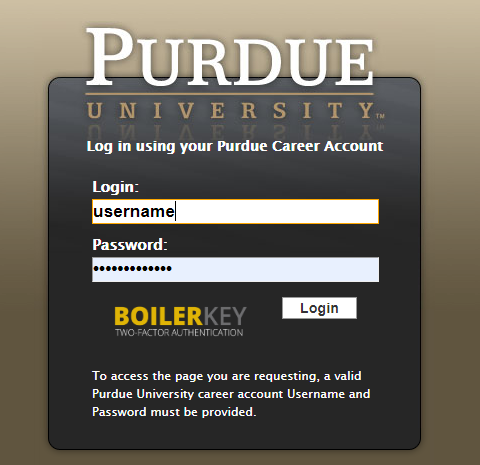 PURDUE
UNIVERSITY™
Log in using your Purdue Career Account
Login:
username
Password:
•••••••••••••
BOILERKEY
TWO-FACTOR AUTHENTICATION
Login
To access the page you are requesting, a valid
Purdue University career account Username and
Password must be provided.